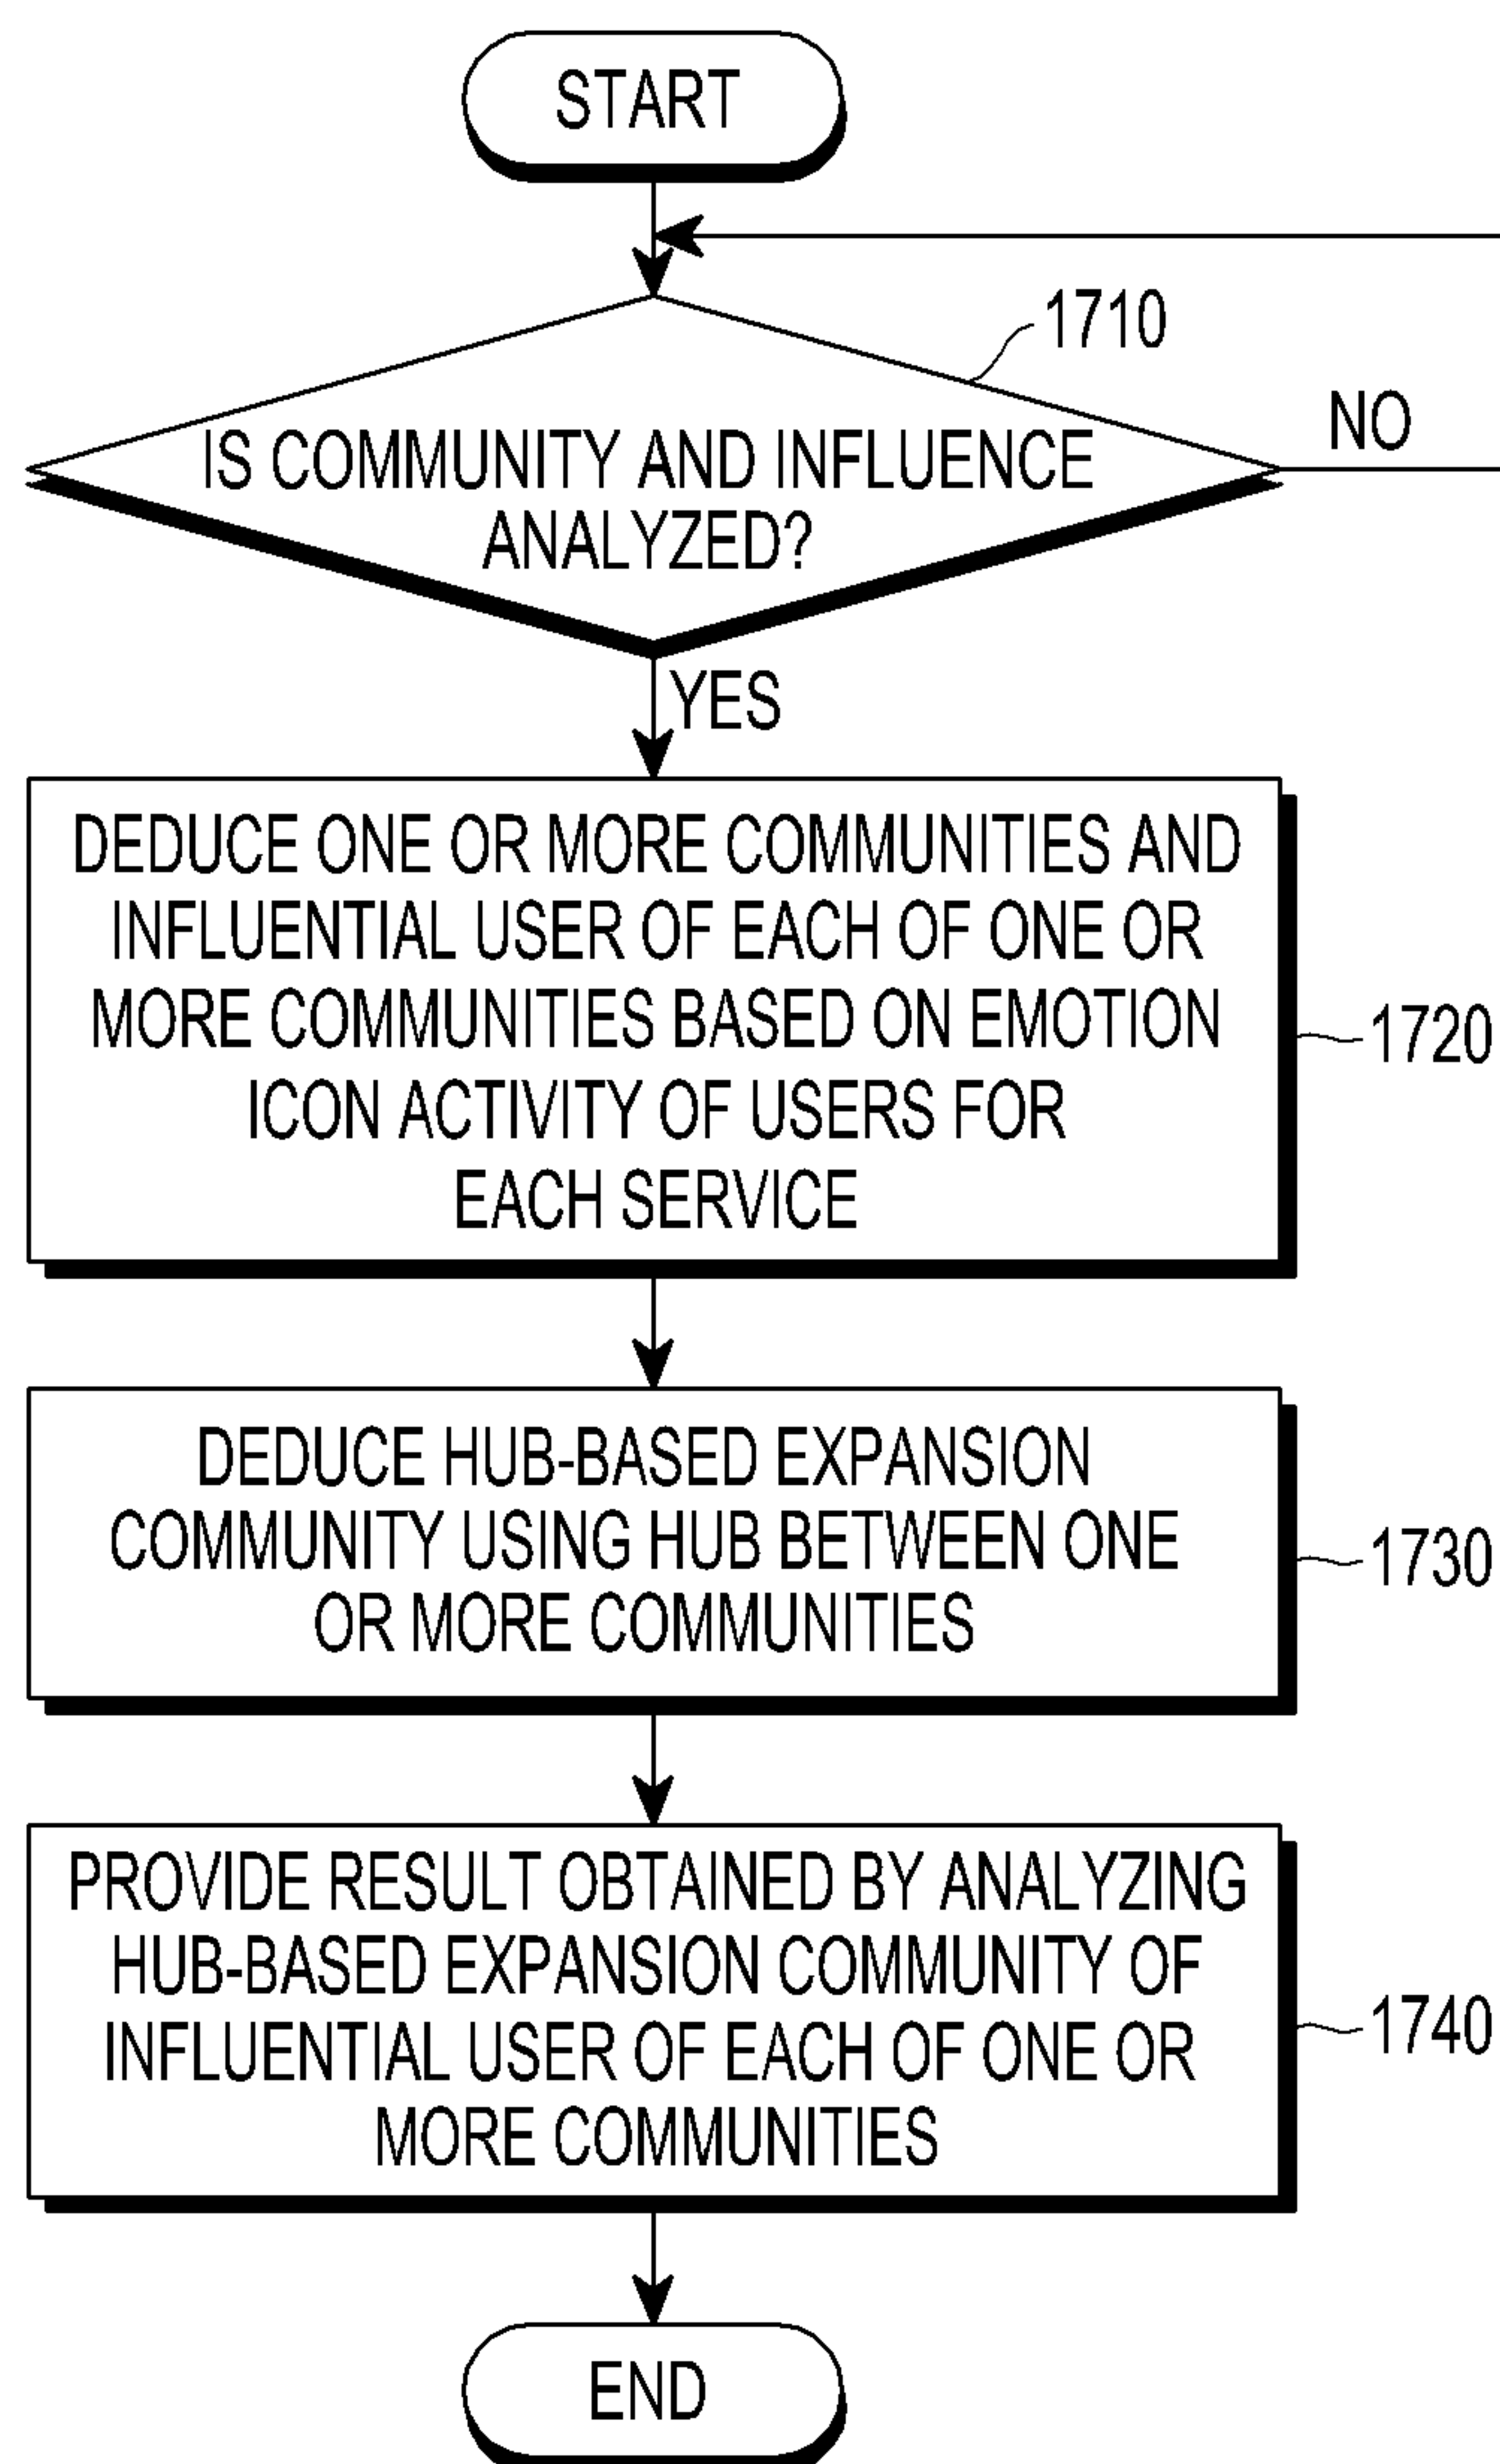 START
1710
NO
IS COMMUNITY AND INFLUENCE
ANALYZED?
YES
DEDUCE ONE OR MORE COMMUNITIES AND
INFLUENTIAL USER OF EACH OF ONE OR
MORE COMMUNITIES BASED ON EMOTION
ICON ACTIVITY OF USERS FOR
EACH SERVICE
1720
DEDUCE HUB-BASED EXPANSION
COMMUNITY USING HUB BETWEEN ONE
OR MORE COMMUNITIES
1730
PROVIDE RESULT OBTAINED BY ANALYZING
HUB-BASED EXPANSION COMMUNITY OF
INFLUENTIAL USER OF EACH OF ONE OR
MORE COMMUNITIES
1740
END